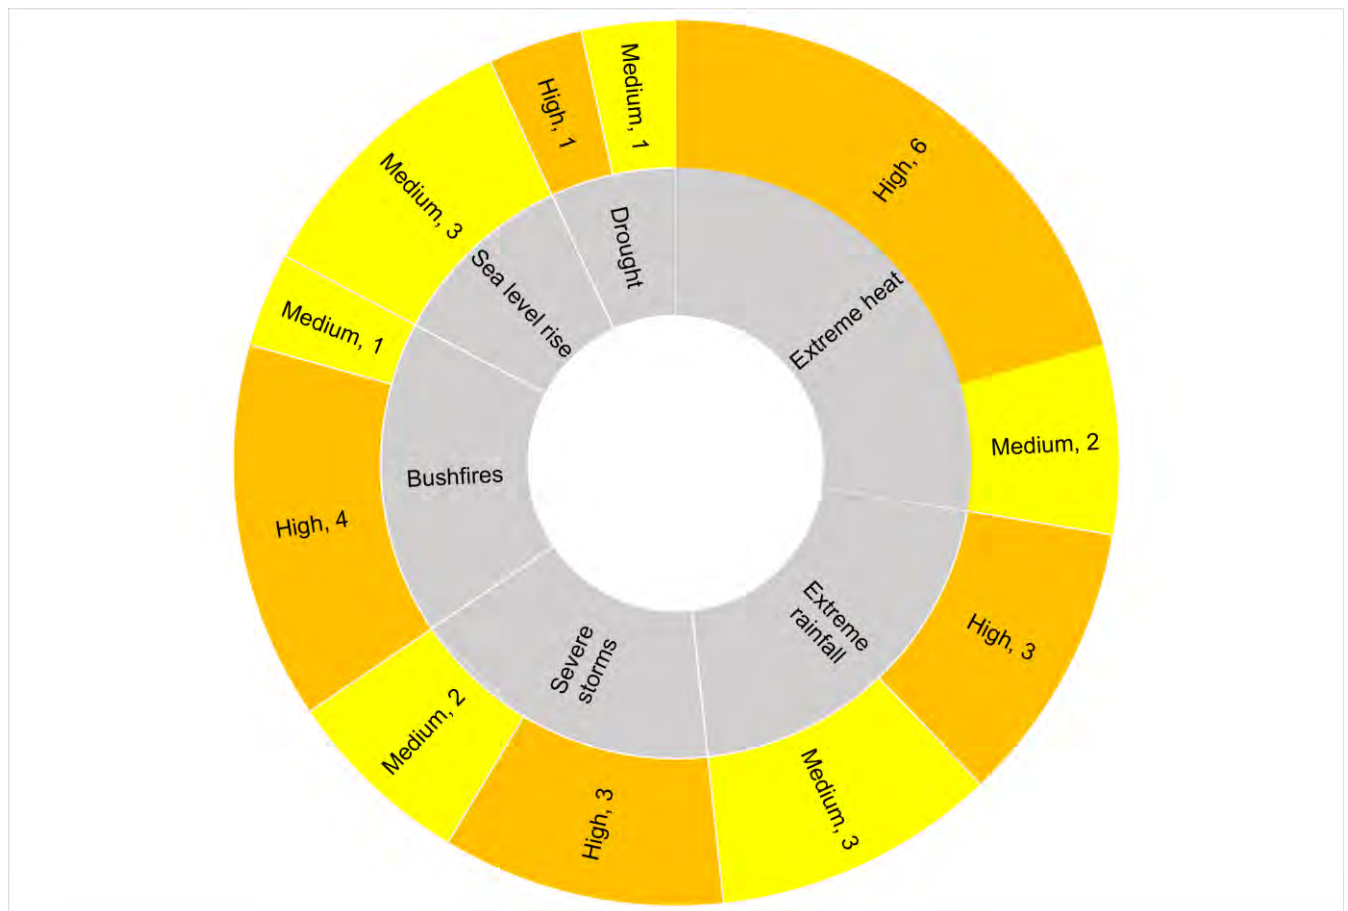 High, 6
Extreme heat
Medium, 2
High, 3
Extreme
rainfall
Medium, 3
High, 3
Severe
storms
Medium, 2
High, 4
Bushfires
Medium, 1
Medium, 3
Sea level rise
High, 1
Medium, 1
Drought